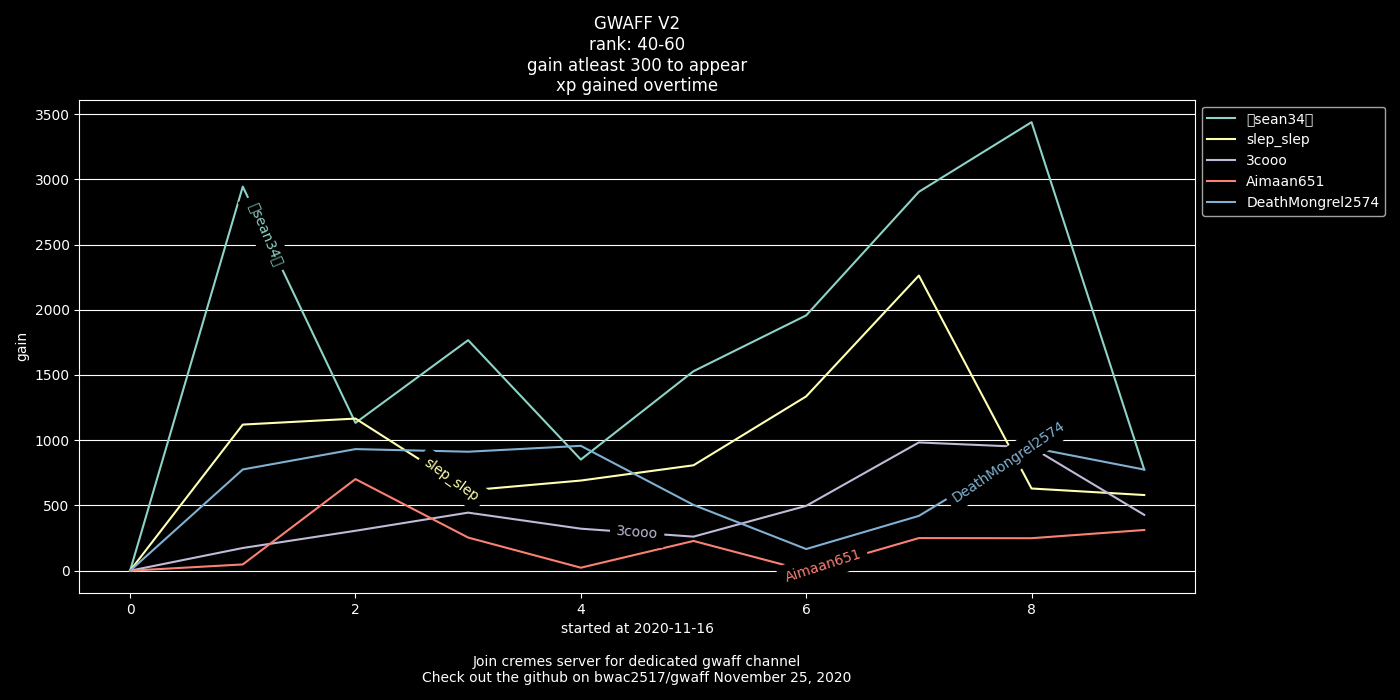 GWAFF V2
rank: 40-60
gain atleast 300 to appear
xp gained overtime
3500
3000
2500
2000
1500
1000
500
0
gain
sean34
slep_slep
3cooo
Aimaan651
DeathMongrel2574
sean34
slep_slep
3cooo
Aimaan651
DeathMongrel2574
0
2
4
6
8
started at 2020-11-16
Join cremes server for dedicated gwaff channel
Check out the github on bwac2517/gwaff November 25, 2020